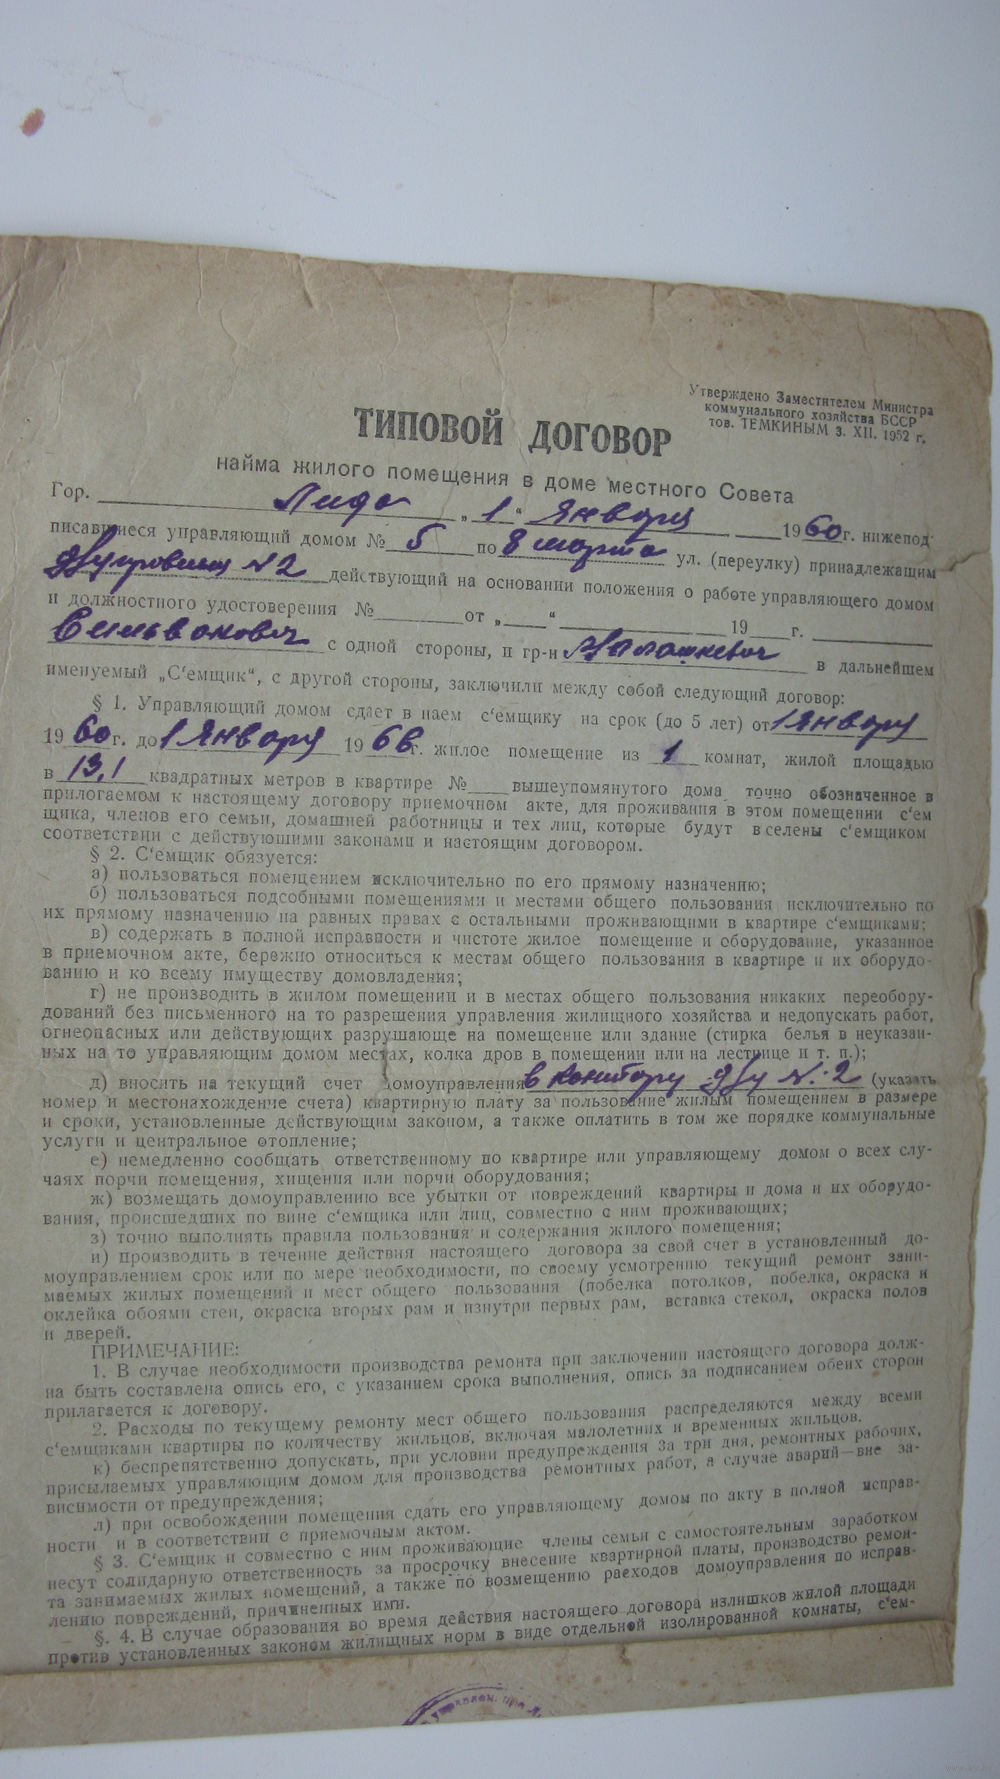 Утверждено Заместителем Министра
коммунального хозяйства БССР
тов. ТЕМКИНЫМ 3. XII. 1952 г.
ТИПОВОЙ ДОГОВОР
найма жилого помещения в доме местного Совета
Гор. Лида „ 1 “ Января 1960 г. нижепод-
писавшиеся управляющий домом № 5 по 8 марта ул. (переулку) принадлежащим
№ 2 действующий на основании положения о работе управляющего домом
и должностного удостоверения № от „ “ 19 г.
Сильванович с одной стороны, и гр-н в дальнейшем
именуемый „С‘емщик“, с другой стороны, заключили между собой следующий договор:
§ 1. Управляющий домом сдает в наем с‘емщику на срок (до 5 лет) от 1 Января
1960 г. до 1 Января 196 г. жилое помещение из 1 комнат, жилой площадью
в 13,1 квадратных метров в квартире № вышеупомянутого дома точно обозначенное в
прилогаемом к настоящему договору приемочном акте, для проживания в этом помещении с‘ем
щика, членов его семьи, домашней работницы и тех лиц, которые будут вселены с‘емщиком
соответствии с действующими законами и настоящим договором.
§ 2. С‘емщик обязуется:
а) пользоваться помещением исключительно по его прямому назначению;
б) пользоваться подсобными помещениями и местами общего пользования исключительно по
их прямому назначению на равных правах с остальными проживающими в квартире с‘емщиками;
в) содержать в полной исправности и чистоте жилое помещение и оборудование, указанное
в приемочном акте, бережно относиться к местам общего пользования в квартире и их оборудо-
ванию и ко всему имуществу домовладения;
г) не производить в жилом помещении и в местах общего пользования никаких переобору-
дований без письменного на то разрешения управления жилищного хозяйства и недопускать работ,
огнеопасных или действующих разрушающе на помещение или здание (стирка белья в неуказан-
ных на то управляющим домом местах, колка дров в помещении или на лестнице и т. п.);
д) вносить на текущий счет домоуправления в контору д/у № 2 (указать
номер и местонахождение счета) квартирную плату за пользование жилым помещением в размере
и сроки, установленные действующим законом, а также оплатить в том же порядке коммунальные
услуги и центральное отопление;
е) немедленно сообщать ответственному по квартире или управляющему домом о всех слу-
чаях порчи помещения, хищения или порчи оборудования;
ж) возмещать домоуправлению все убытки от повреждений квартиры и дома и их оборудо-
вания, происшедших по вине с‘емщика или лиц, совместно с ним проживающих;
з) точно выполнять правила пользования и содержания жилого помещения;
и) производить в течение действия настоящего договора за свой счет в установленный до-
моуправлением срок или по мере необходимости, по своему усмотрению текущий ремонт зани-
маемых жилых помещений и мест общего пользования (побелка потолков, побелка, окраска и
оклейка обоями стен, окраска вторых рам и изнутри первых рам, вставка стекол, окраска полов
и дверей.
ПРИМЕЧАНИЕ:
1. В случае необходимости производства ремонта при заключении настоящего договора долж-
на быть составлена опись его, с указанием срока выполнения, опись за подписанием обеих сторон
прилагается к договору.
2. Расходы по текущему ремонту мест общего пользования распределяются между всеми
с‘емщиками квартиры по количеству жильцов, включая малолетних и временных жильцов.
к) беспрепятственно допускать, при условии предупреждения за три дня, ремонтных рабочих,
присылаемых управляющим домом для производства ремонтных работ, а случае аварий—вне за-
висимости от предупреждения;
л) при освобождении помещения сдать его управляющему домом по акту в полной исправ-
ности и в соответствии с приемочным актом.
§ 3. С‘емщик и совместно с ним проживающие члены семьи с самостоятельным заработком
несут солидарную ответственность за просрочку внесение квартирной платы, производство ремон-
та занимаемых жилых помещений, а также по возмещению расходов домоуправления по исправ-
лению повреждений, причиненных ими.
§. 4. В случае образования во время действия настоящего договора излишков жилой площади
против установленных законом жилищных норм в виде отдельной изолированной комнаты, с‘ем-